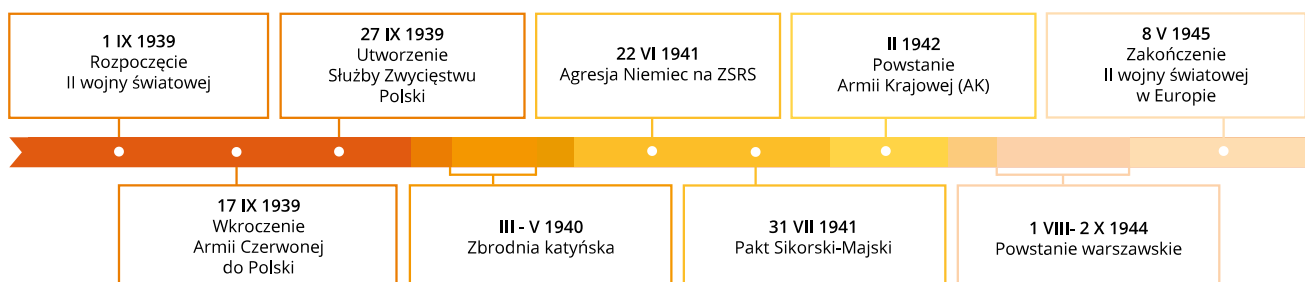 1 IX 1939
Rozpoczęcie
II wojny światowej
27 IX 1939
Utworzenie
Służby Zwycięstwu
Polski
22 VI 1941
Agresja Niemiec na ZSRS
II 1942
Powstanie
Armii Krajowej (AK)
8 V 1945
Zakończenie
II wojny światowej
w Europie
17 IX 1939
Wkroczenie
Armii Czerwonej
do Polski
III - V 1940
Zbrodnia katyńska
31 VII 1941
Pakt Sikorski-Majski
1 VIII- 2 X 1944
Powstanie warszawskie